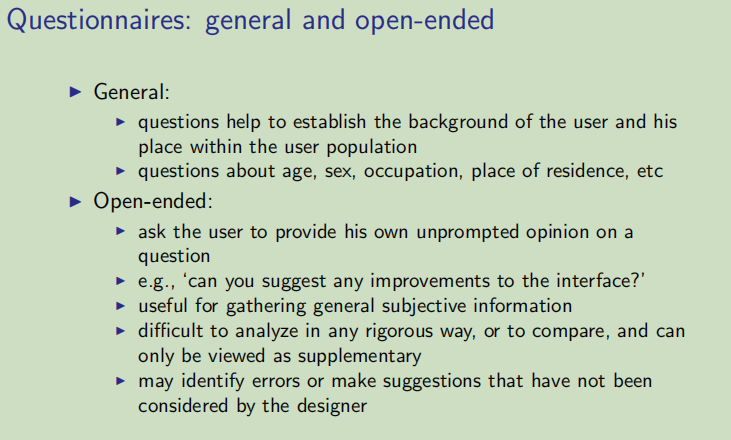 Questionnaires: general and open-ended
General:
questions help to establish the background of the user and his
place within the user population
questions about age, sex, occupation, place of residence, etc
Open-ended:
ask the user to provide his own unprompted opinion on a
question
e.g., ‘can you suggest any improvements to the interface?’
useful for gathering general subjective information
difficult to analyze in any rigorous way, or to compare, and can
only be viewed as supplementary
may identify errors or make suggestions that have not been
considered by the designer